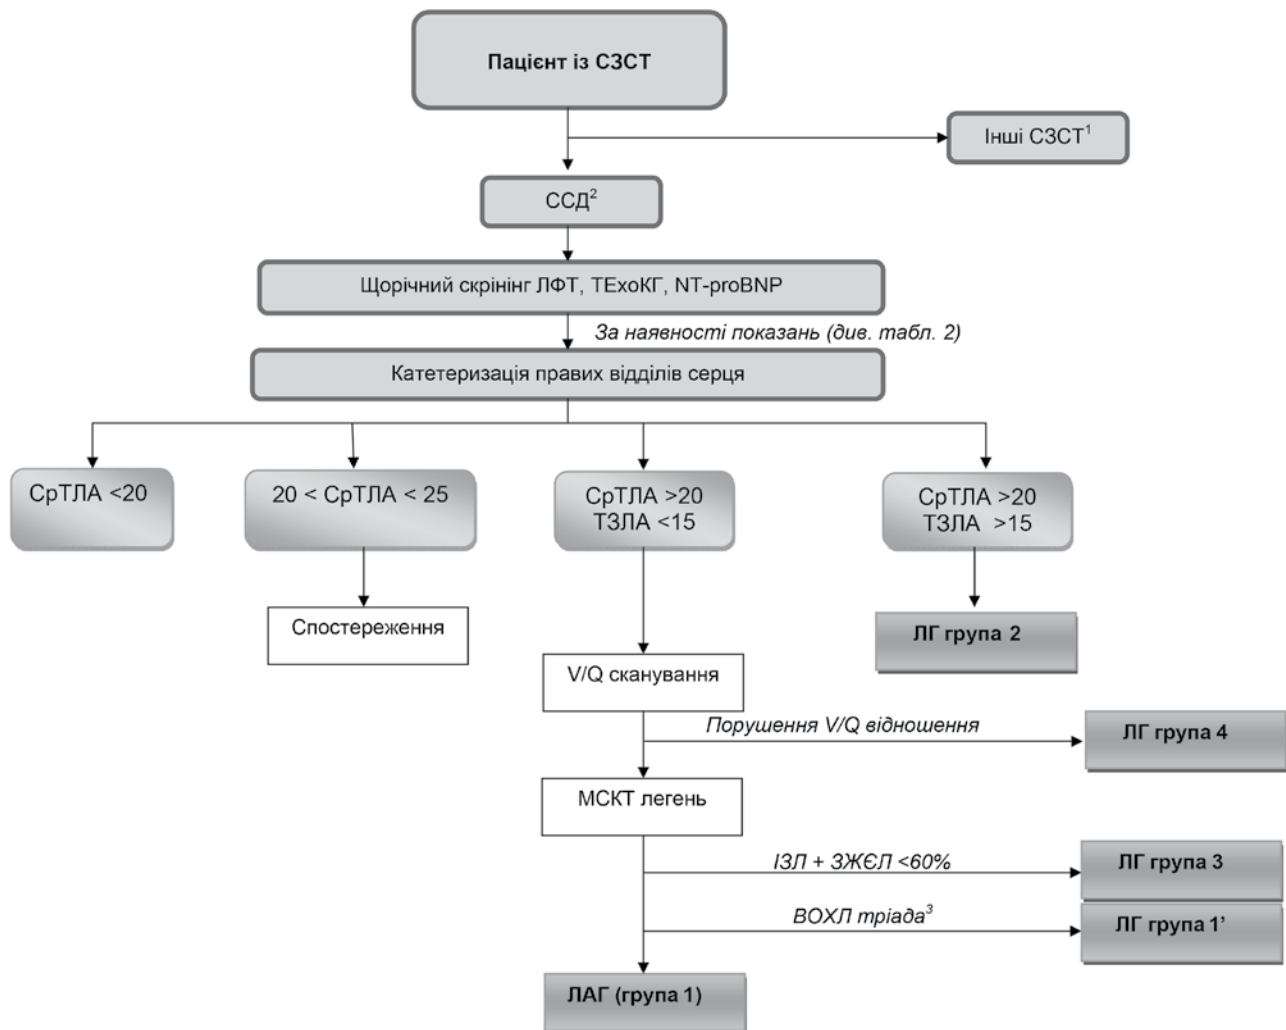 Пацієнт із СЗСТ
Інші СЗСТ¹
ССД²
Щорічний скрінінг ЛФТ, ТЕхоКГ, NT-proBNP
За наявності показань (див. табл. 2)
Катетеризація правих відділів серця
СрТЛА <20
20 < СрТЛА < 25
СрТЛА >20
ТЗЛА <15
СрТЛА >20
ТЗЛА >15
Спостереження
ЛГ група 2
V/Q сканування
Порушення V/Q відношення
ЛГ група 4
МСКТ легень
ІЗЛ + ЗЖЄЛ <60%
ЛГ група 3
ВОХЛ тріада³
ЛГ група 1’
ЛАГ (група 1)